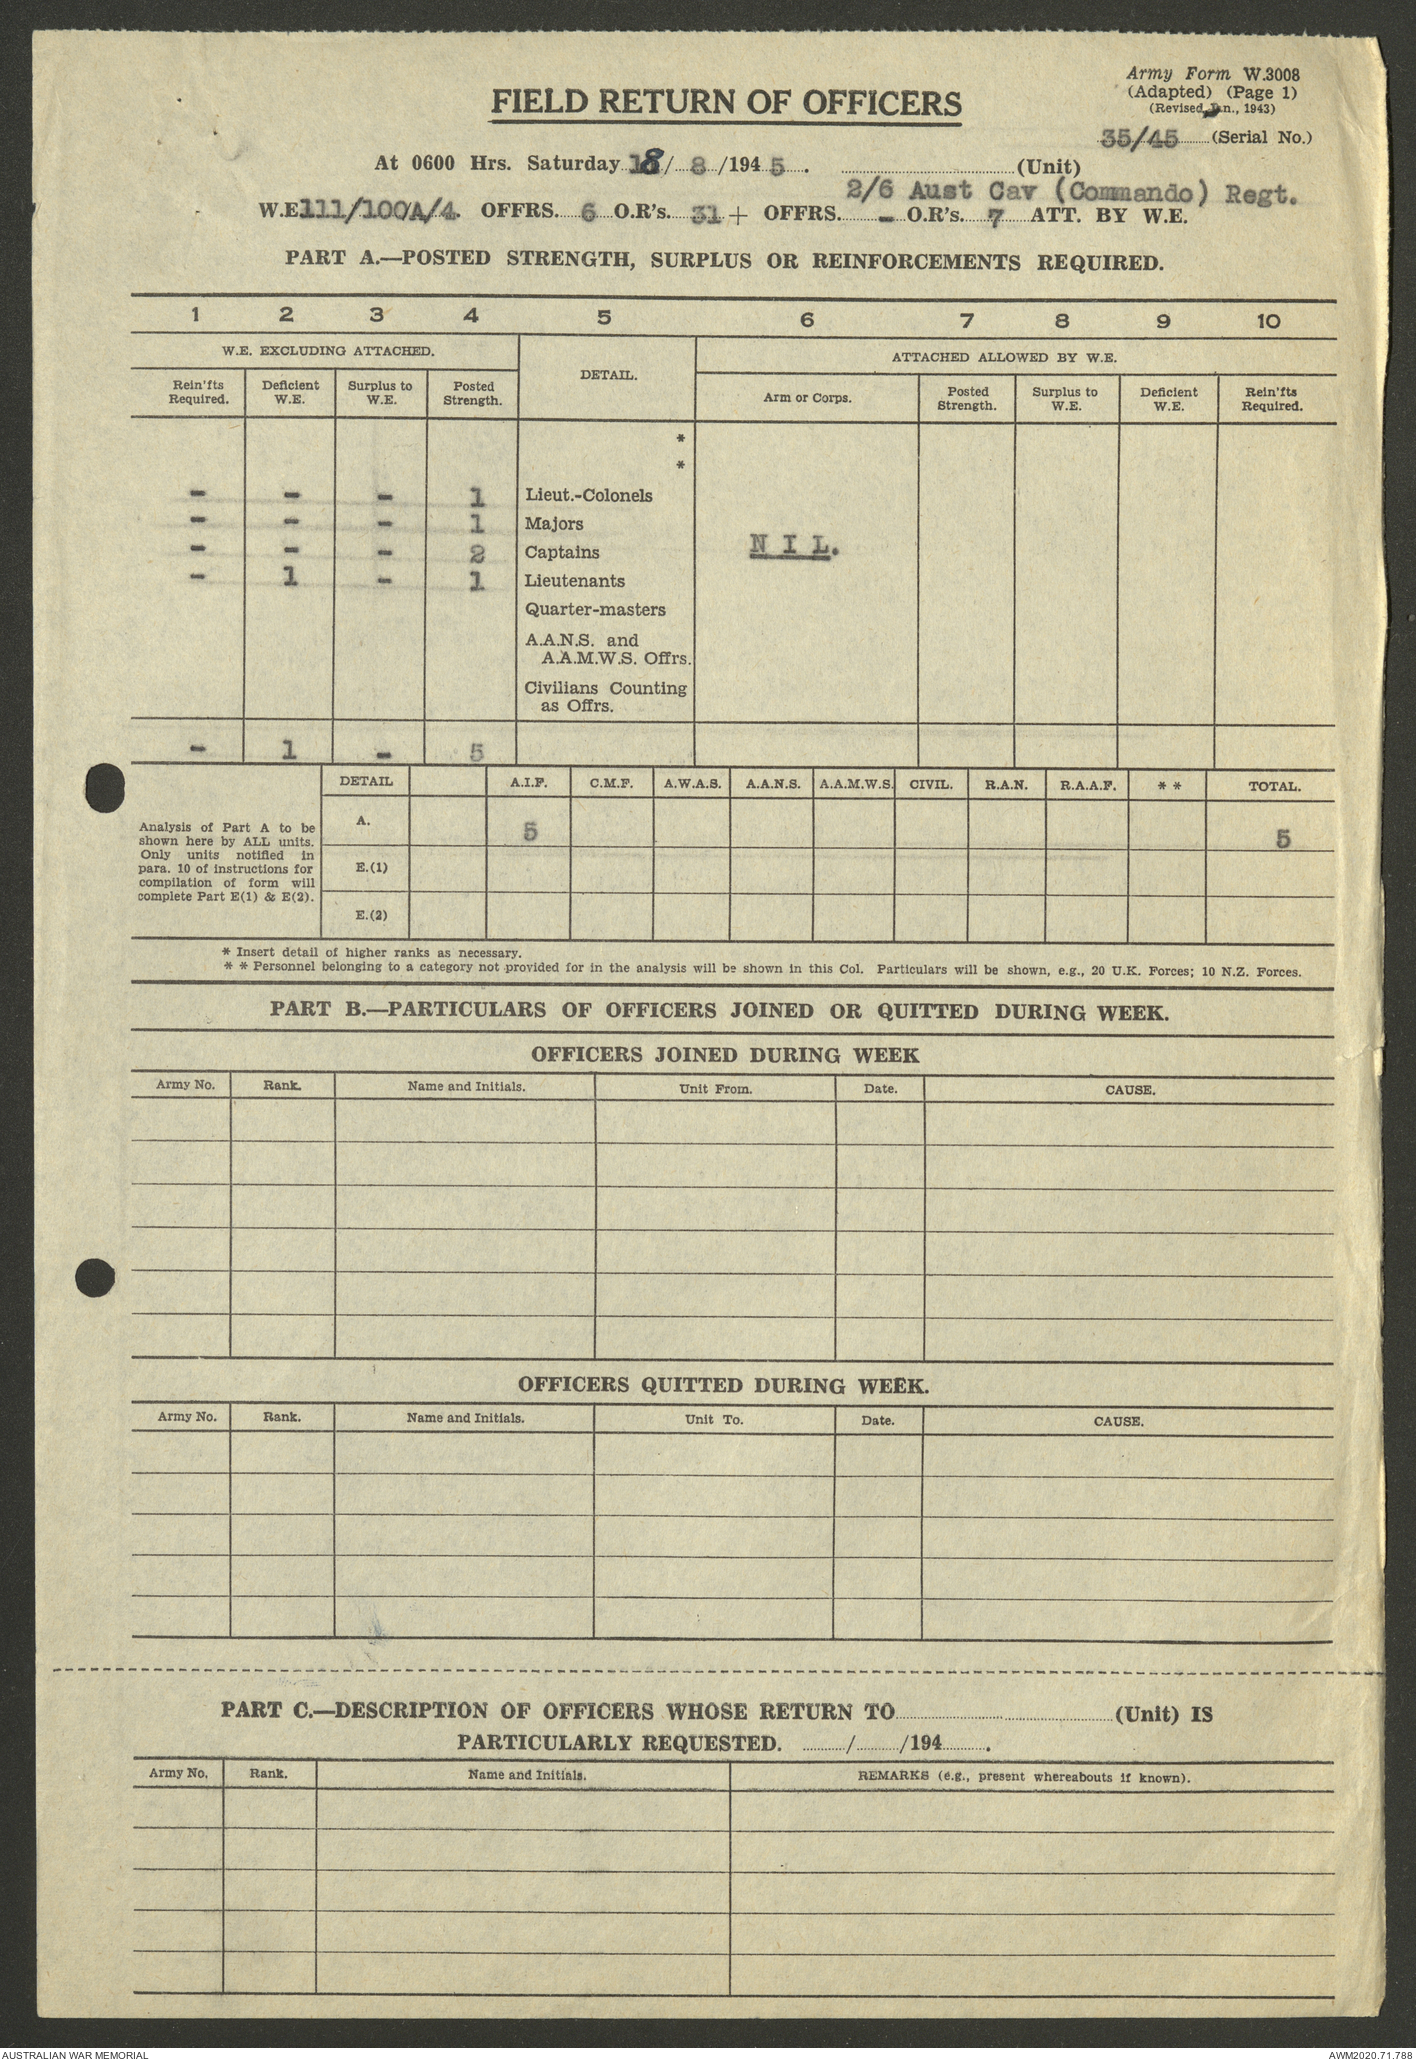 Army Form W.3008
(Adapted) (Page 1)
(Revised, Jan., 1943)
FIELD RETURN OF OFFICERS
35/45 (Serial No.)
At 0600 Hrs. Saturday 18/ 8 /194 5 . (Unit)
2/6 Aust Cav (Commando) Regt.
W.E 111/100A/4. OFFRS. 6 O.R's. 31 + OFFRS. - O.R's. 7 ATT. BY W.E.
PART A.—POSTED STRENGTH, SURPLUS OR REINFORCEMENTS REQUIRED.
1 2 3 4 5 6 7 8 9 10
W.E. EXCLUDING ATTACHED. DETAIL. ATTACHED ALLOWED BY W.E.
Rein'fts Required. Deficient W.E. Surplus to W.E. Posted Strength. Arm or Corps. Posted Strength. Surplus to W.E. Deficient W.E. Rein'fts Required.
*
*
- - - 1 Lieut.-Colonels
- - - 1 Majors
- - - 2 Captains N I L.
- 1 - 1 Lieutenants
Quarter-masters
A.A.N.S. and
A.A.M.W.S. Offrs.
Civilians Counting
as Offrs.
- 1 - 5
DETAIL A.I.F. C.M.F. A.W.A.S. A.A.N.S. A.A.M.W.S. CIVIL. R.A.N. R.A.A.F. * * TOTAL.
Analysis of Part A to be
shown here by ALL units.
Only units notified in
para. 10 of instructions for
compilation of form will
complete Part E(1) & E(2).
A. 5 5
E.(1)
E.(2)
* Insert detail of higher ranks as necessary.
* * Personnel belonging to a category not provided for in the analysis will be shown in this Col. Particulars will be shown, e.g., 20 U.K. Forces; 10 N.Z. Forces.
PART B.—PARTICULARS OF OFFICERS JOINED OR QUITTED DURING WEEK.
OFFICERS JOINED DURING WEEK
Army No. Rank. Name and Initials. Unit From. Date. CAUSE.
OFFICERS QUITTED DURING WEEK.
Army No. Rank. Name and Initials. Unit To. Date. CAUSE.
PART C.—DESCRIPTION OF OFFICERS WHOSE RETURN TO (Unit) IS
PARTICULARLY REQUESTED. / /194 .
Army No. Rank. Name and Initials. REMARKS (e.g., present whereabouts if known).
AUSTRALIAN WAR MEMORIAL AWM2020.71.788